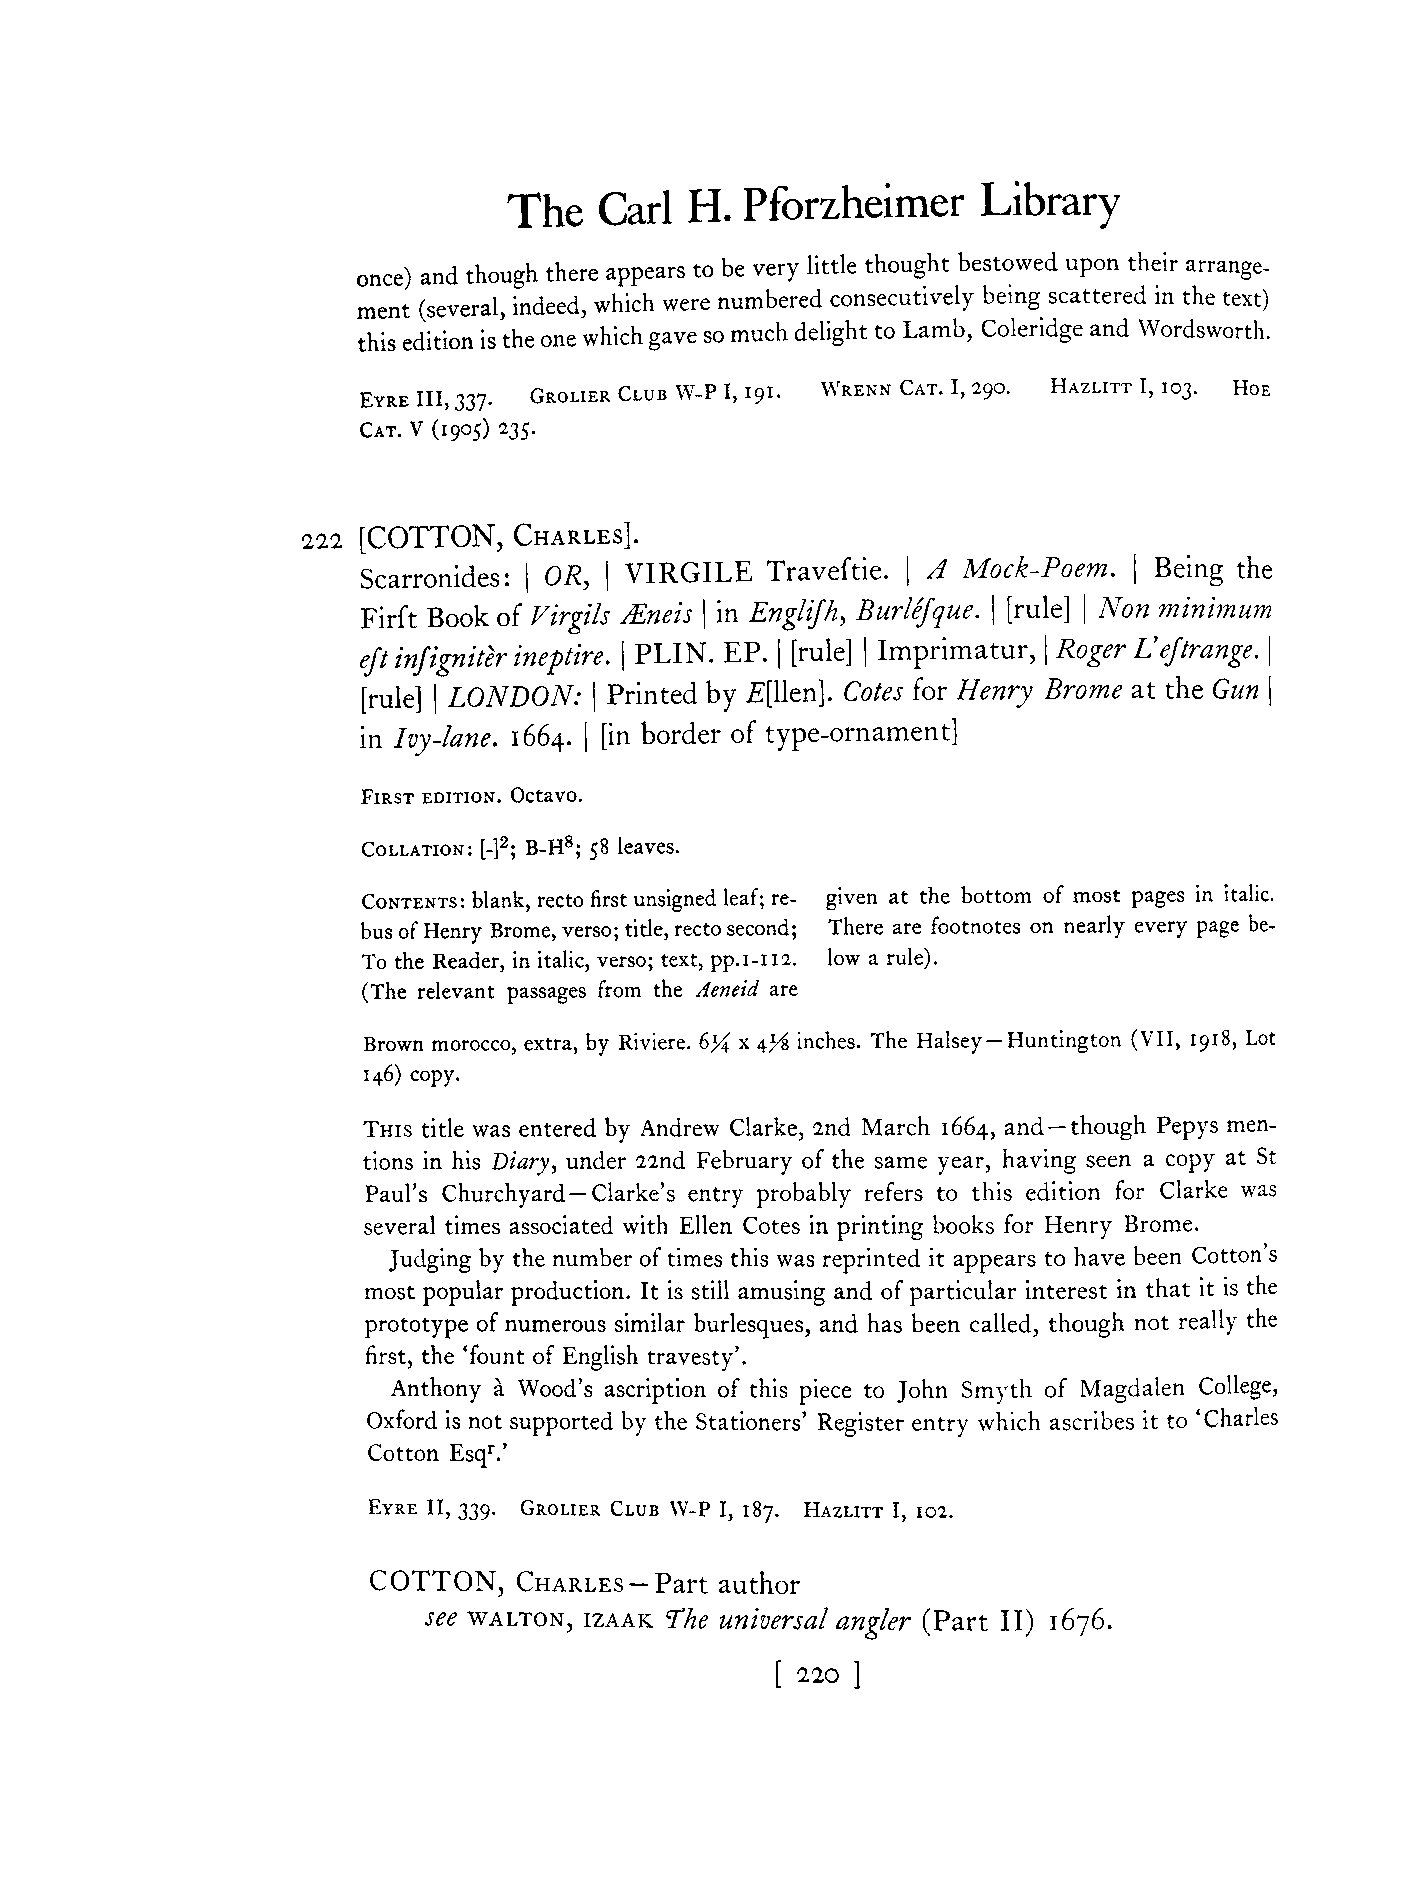 The Carl H. Pforzheimer Library
once) and though there appears to be very little thought bestowed upon their arrange-
ment (several, indeed, which were numbered consecutively being scattered in the text)
this edition is the one which gave so much delight to Lamb, Coleridge and Wordsworth.
Eyre III, 337. Grolier Club W-P I, 191. Wrenn Cat. I, 290. Hazlitt I, 103. Hoe
Cat. V (1905) 235.
222 [COTTON, Charles].
Scarronides: | OR, | VIRGILE Traveſtie. | A Mock-Poem. | Being the
Firſt Book of Virgils Æneis | in Engliſh, Burléſque. | [rule] | Non minimum
eſt inſignitèr ineptire. | PLIN. EP. | [rule] | Imprimatur, | Roger L'eſtrange. |
[rule] | LONDON: | Printed by E[llen]. Cotes for Henry Brome at the Gun |
in Ivy-lane. 1664. | [in border of type-ornament]
First edition. Octavo.
Collation: [-]²; B-H⁸; 58 leaves.
Contents: blank, recto first unsigned leaf; re-
bus of Henry Brome, verso; title, recto second;
To the Reader, in italic, verso; text, pp.1-112.
(The relevant passages from the Aeneid are
given at the bottom of most pages in italic.
There are footnotes on nearly every page be-
low a rule).
Brown morocco, extra, by Riviere. 6¼ x 4⅛ inches. The Halsey—Huntington (VII, 1918, Lot
146) copy.
This title was entered by Andrew Clarke, 2nd March 1664, and—though Pepys men-
tions in his Diary, under 22nd February of the same year, having seen a copy at St
Paul's Churchyard—Clarke's entry probably refers to this edition for Clarke was
several times associated with Ellen Cotes in printing books for Henry Brome.
Judging by the number of times this was reprinted it appears to have been Cotton's
most popular production. It is still amusing and of particular interest in that it is the
prototype of numerous similar burlesques, and has been called, though not really the
first, the 'fount of English travesty'.
Anthony à Wood's ascription of this piece to John Smyth of Magdalen College,
Oxford is not supported by the Stationers' Register entry which ascribes it to 'Charles
Cotton Esqʳ.'
Eyre II, 339. Grolier Club W-P I, 187. Hazlitt I, 102.
COTTON, Charles—Part author
see WALTON, IZAAK The universal angler (Part II) 1676.
[ 220 ]